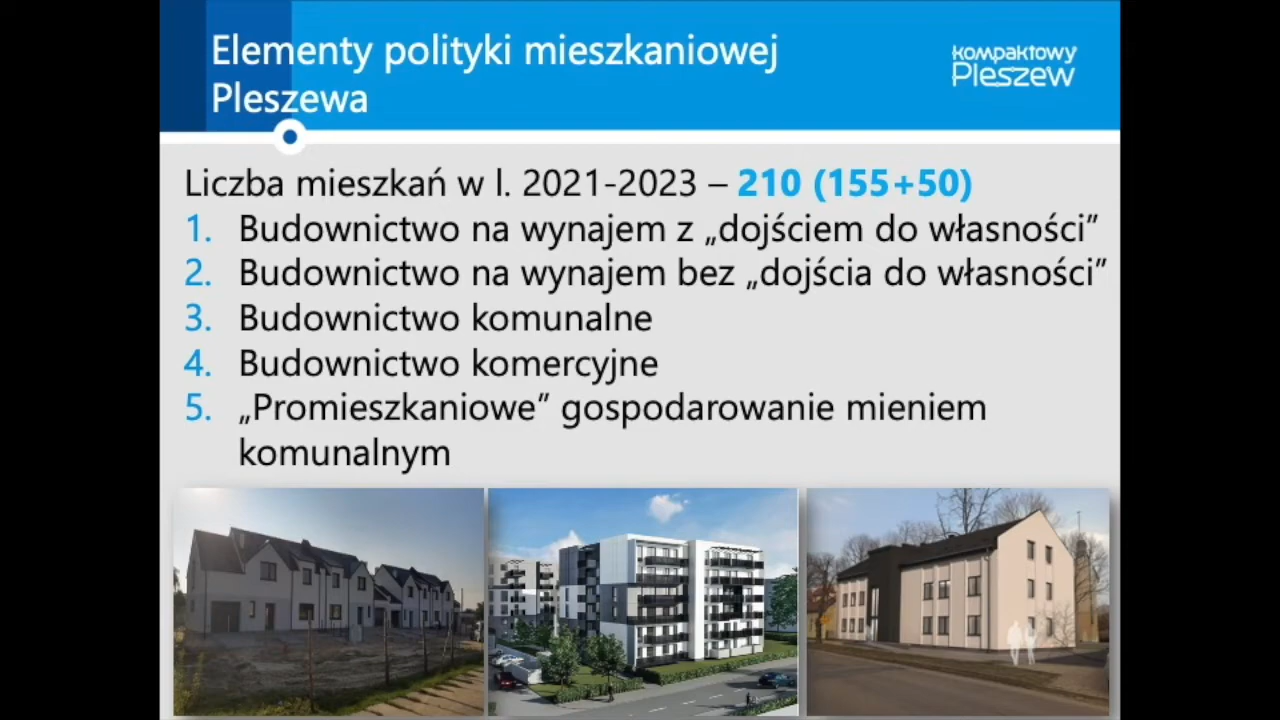 Elementy polityki mieszkaniowej
Pleszewa
kompaktowy
Pleszew
Liczba mieszkań w l. 2021-2023 – 210 (155+50)
1. Budownictwo na wynajem z „dojściem do własności”
2. Budownictwo na wynajem bez „dojścia do własności”
3. Budownictwo komunalne
4. Budownictwo komercyjne
5. „Promieszkaniowe” gospodarowanie mieniem
komunalnym